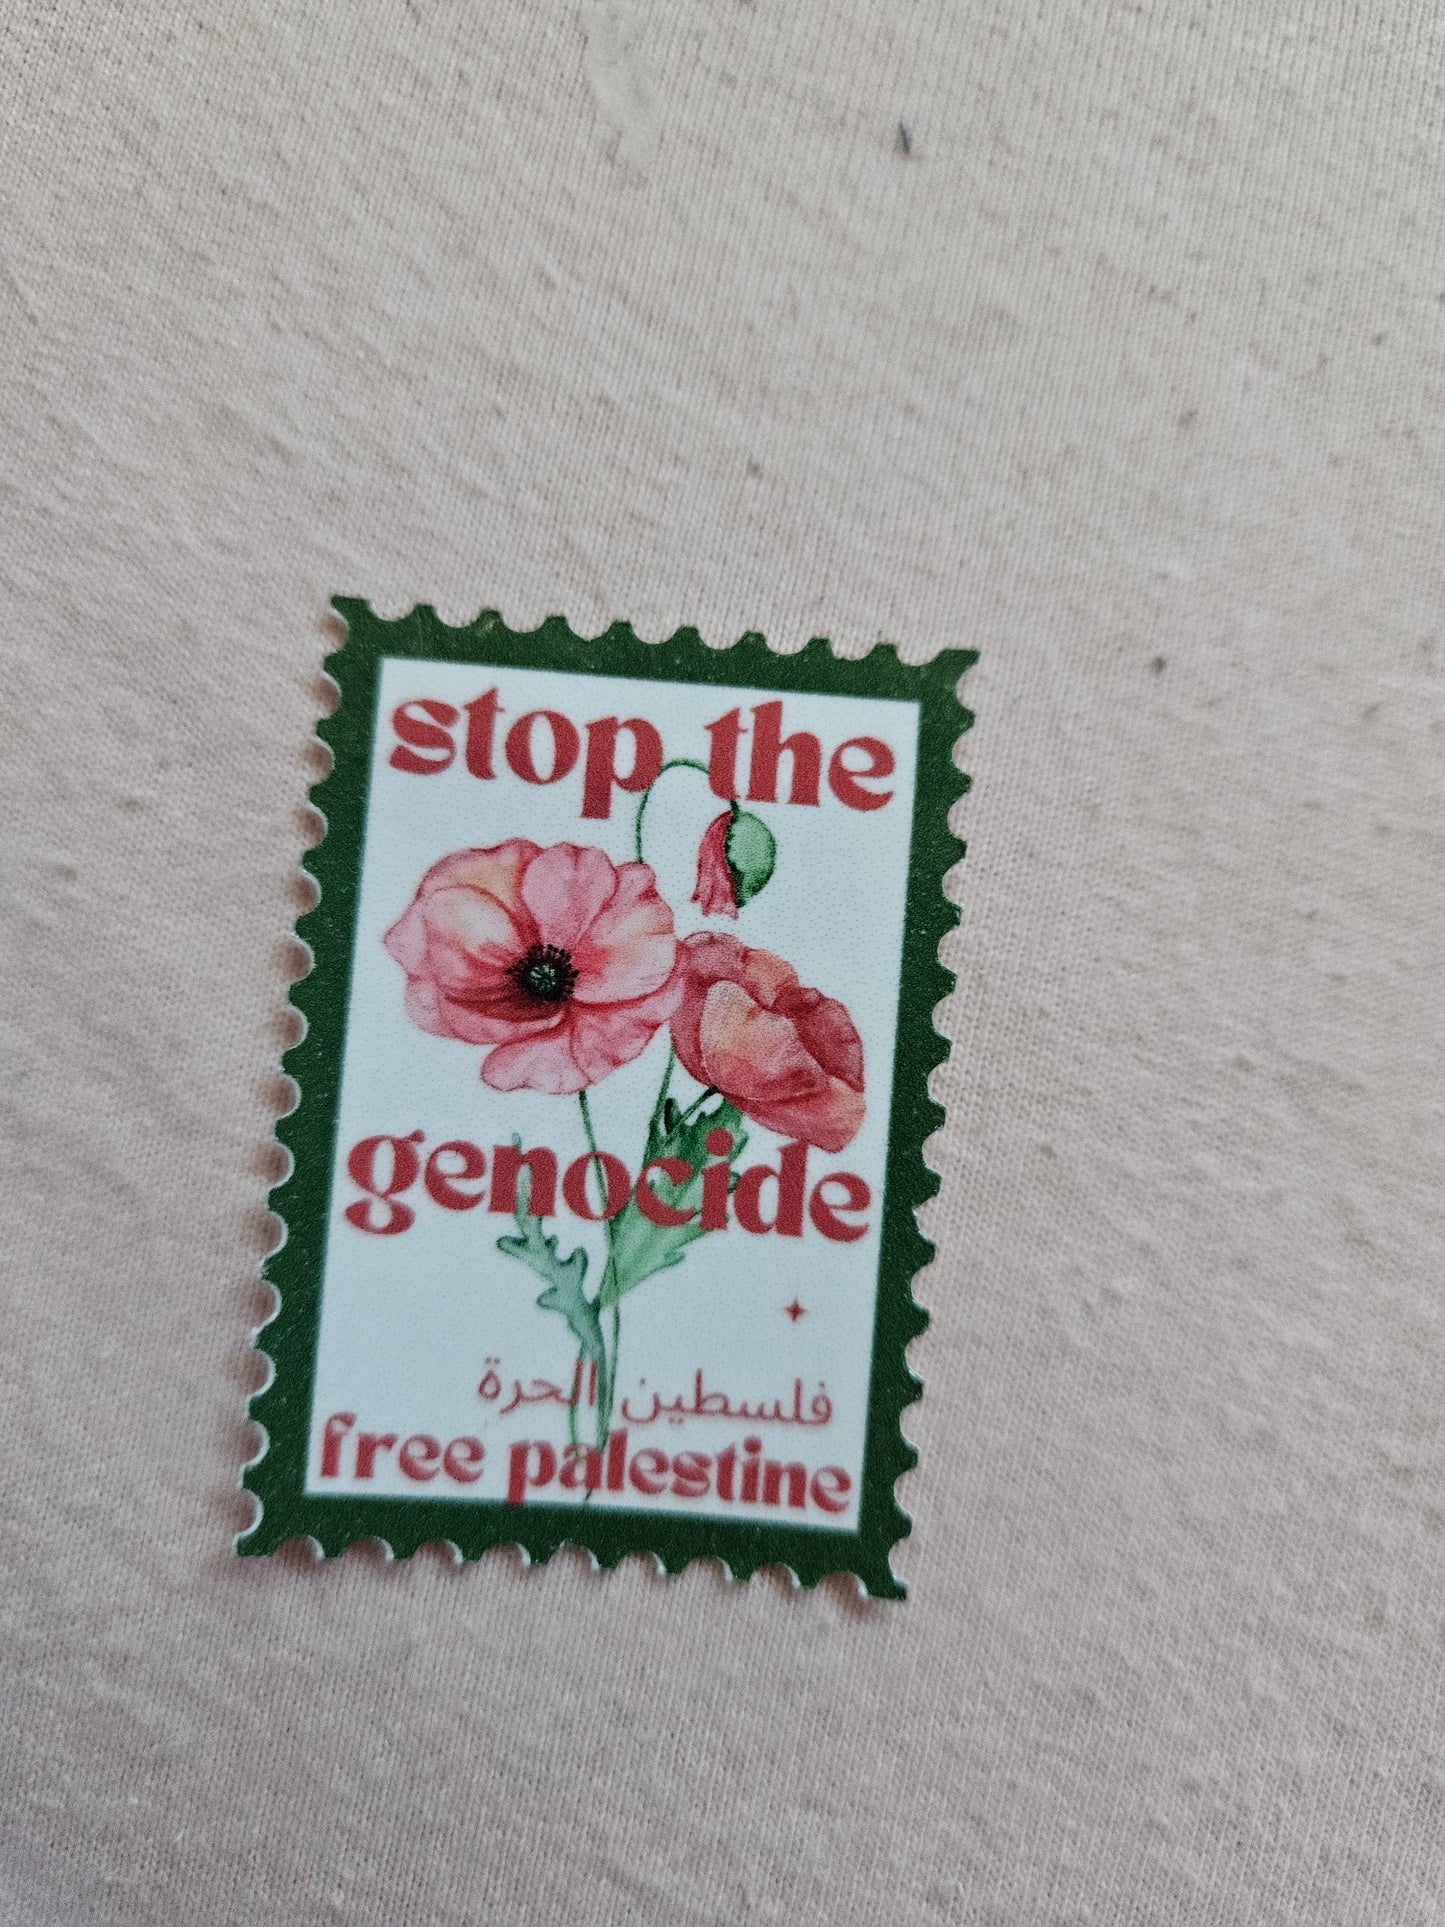 stop the
genocide
فلسطين الحرة
free palestine